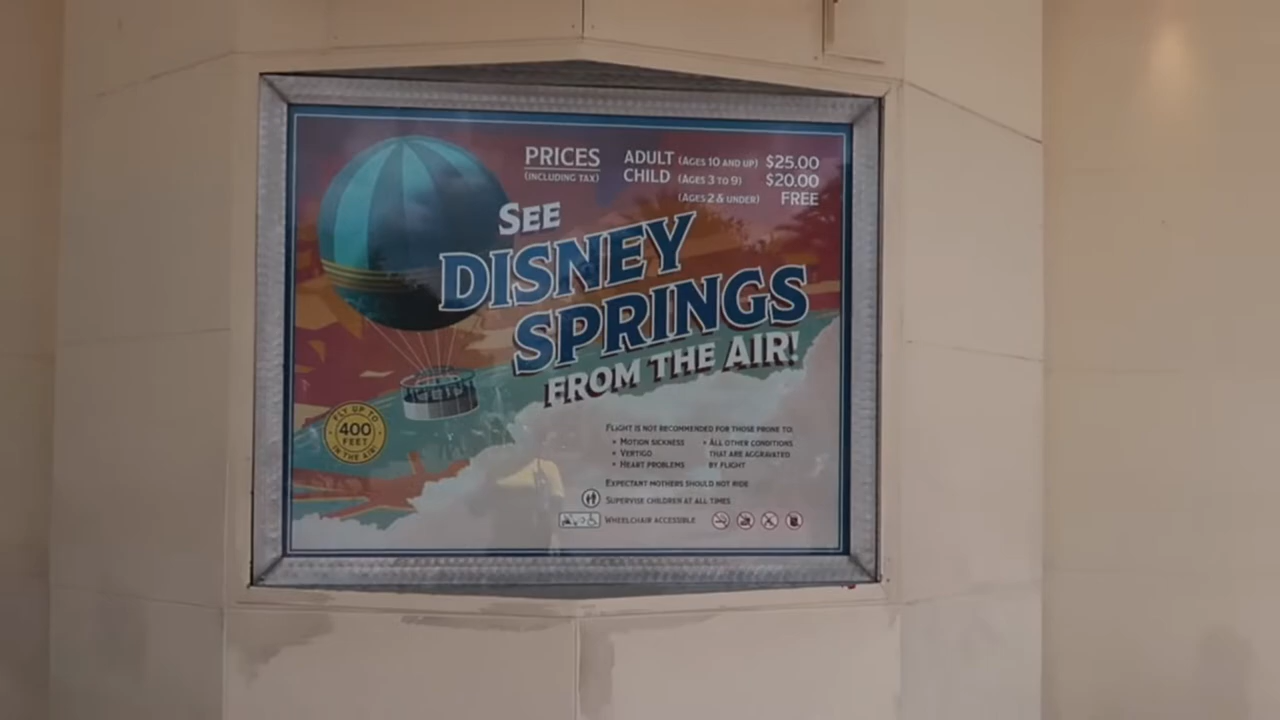 PRICES
(INCLUDING TAX)
ADULT (AGES 10 AND UP) $25.00
CHILD (AGES 3 TO 9) $20.00
(AGES 2 & UNDER) FREE
SEE
DISNEY
SPRINGS
FROM THE AIR!
FLY UP TO
400
FEET
IN THE AIR!
FLIGHT IS NOT RECOMMENDED FOR THOSE PRONE TO:
• MOTION SICKNESS
• VERTIGO
• HEART PROBLEMS
• ALL OTHER CONDITIONS
THAT ARE AGGRAVATED
BY FLIGHT
EXPECTANT MOTHERS SHOULD NOT RIDE
SUPERVISE CHILDREN AT ALL TIMES
WHEELCHAIR ACCESSIBLE